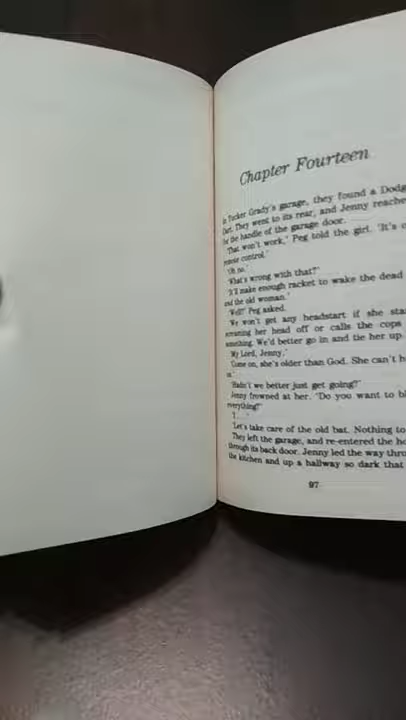 Chapter Fourteen
In Tucker Grady's garage, they found a Dodg
Dart. They went to its rear, and Jenny reache
for the handle of the garage door.
'That won't work,' Peg told the girl. 'It's o
remote control.'
'Oh no.'
'What's wrong with that?'
'It'll make enough racket to wake the dead
and the old woman.'
'Well?' Peg asked.
'We won't get any headstart if she sta
screaming her head off or calls the cops
something. We'd better go in and tie her up.
'My Lord, Jenny.'
'Come on, she's older than God. She can't h
us.'
'Hadn't we better just get going?'
Jenny frowned at her. 'Do you want to bl
everything?'
'I . . .'
'Let's take care of the old bat. Nothing to
They left the garage, and re-entered the ho
through its back door. Jenny led the way thro
the kitchen and up a hallway so dark that
97